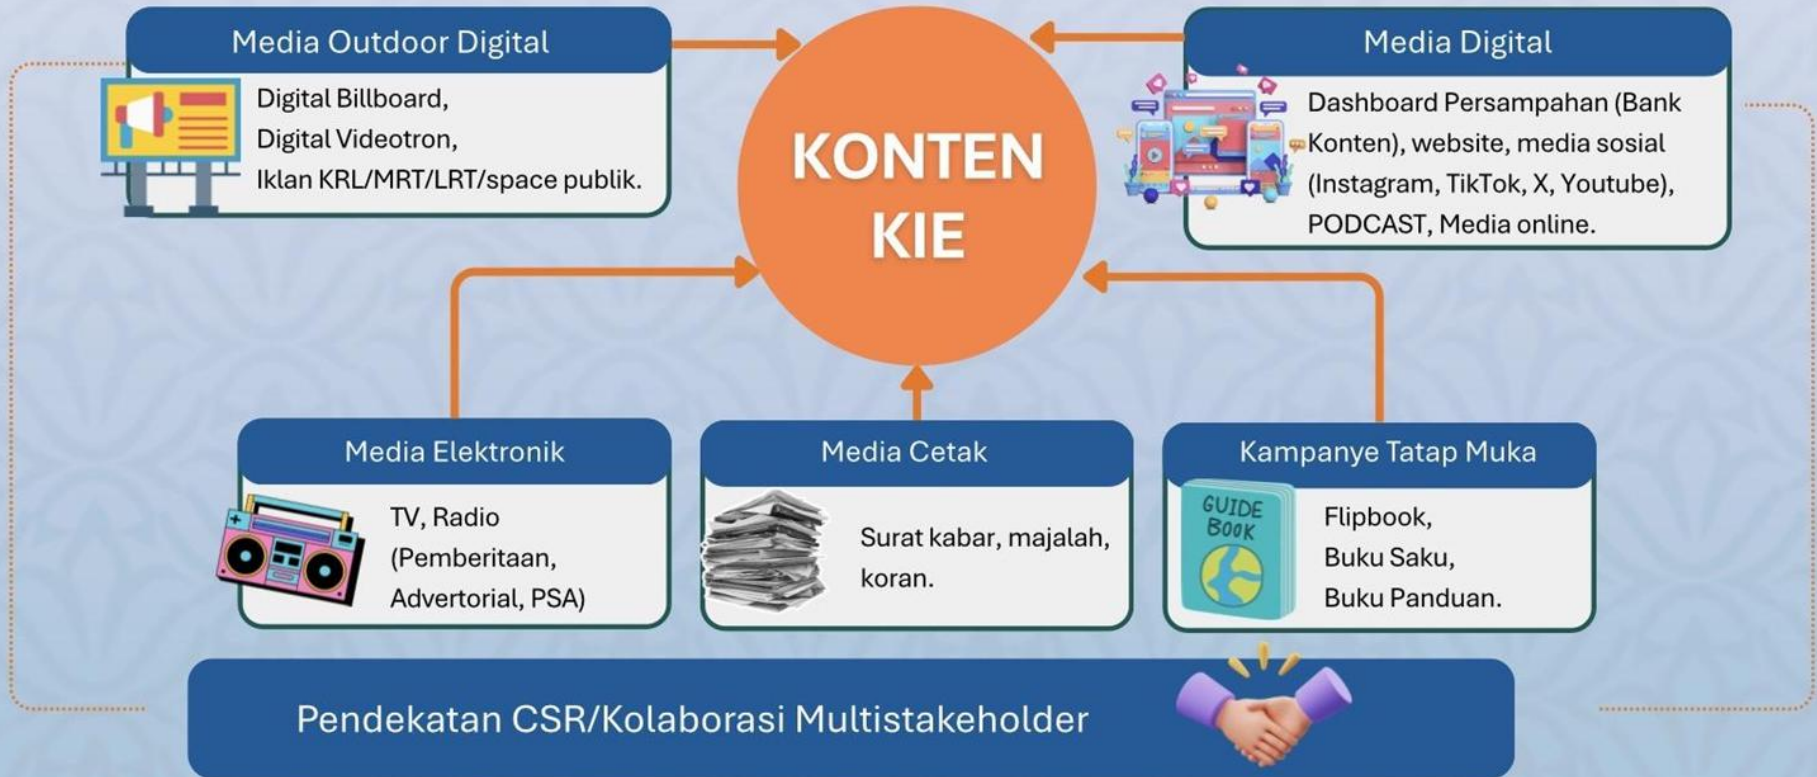 Media Outdoor Digital
Digital Billboard,
Digital Videotron,
Iklan KRL/MRT/LRT/space publik.
KONTEN
KIE
Media Digital
Dashboard Persampahan (Bank
Konten), website, media sosial
(Instagram, TikTok, X, Youtube),
PODCAST, Media online.
Media Elektronik
TV, Radio
(Pemberitaan,
Advertorial, PSA)
Media Cetak
Surat kabar, majalah,
koran.
Kampanye Tatap Muka
GUIDE
BOOK
Flipbook,
Buku Saku,
Buku Panduan.
Pendekatan CSR/Kolaborasi Multistakeholder